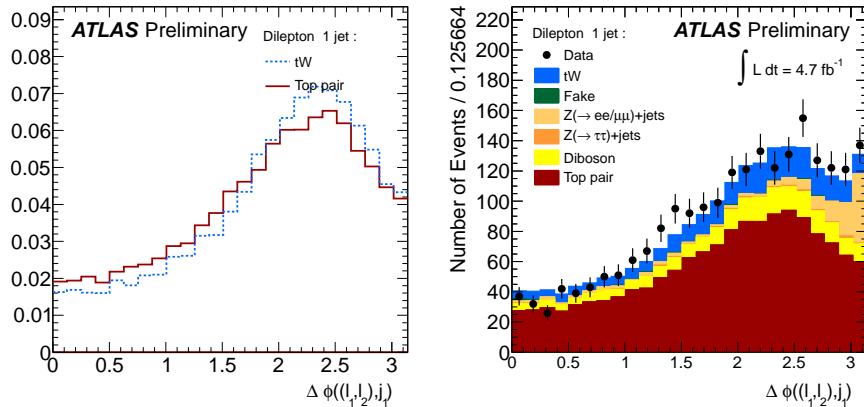 ATLAS Preliminary
Dilepton 1 jet :
tW
Top pair
0.09
0.08
0.07
0.06
0.05
0.04
0.03
0.02
0.01
0
0 0.5 1 1.5 2 2.5 3
Δ ϕ((l₁,l₂),j₁)
Number of Events / 0.125664
Dilepton 1 jet :
ATLAS Preliminary
Data
tW
Fake
Z(→ ee/μμ)+jets
Z(→ ττ)+jets
Diboson
Top pair
∫ L dt = 4.7 fb⁻¹
220
200
180
160
140
120
100
80
60
40
20
0
0 0.5 1 1.5 2 2.5 3
Δ ϕ((l₁,l₂),j₁)